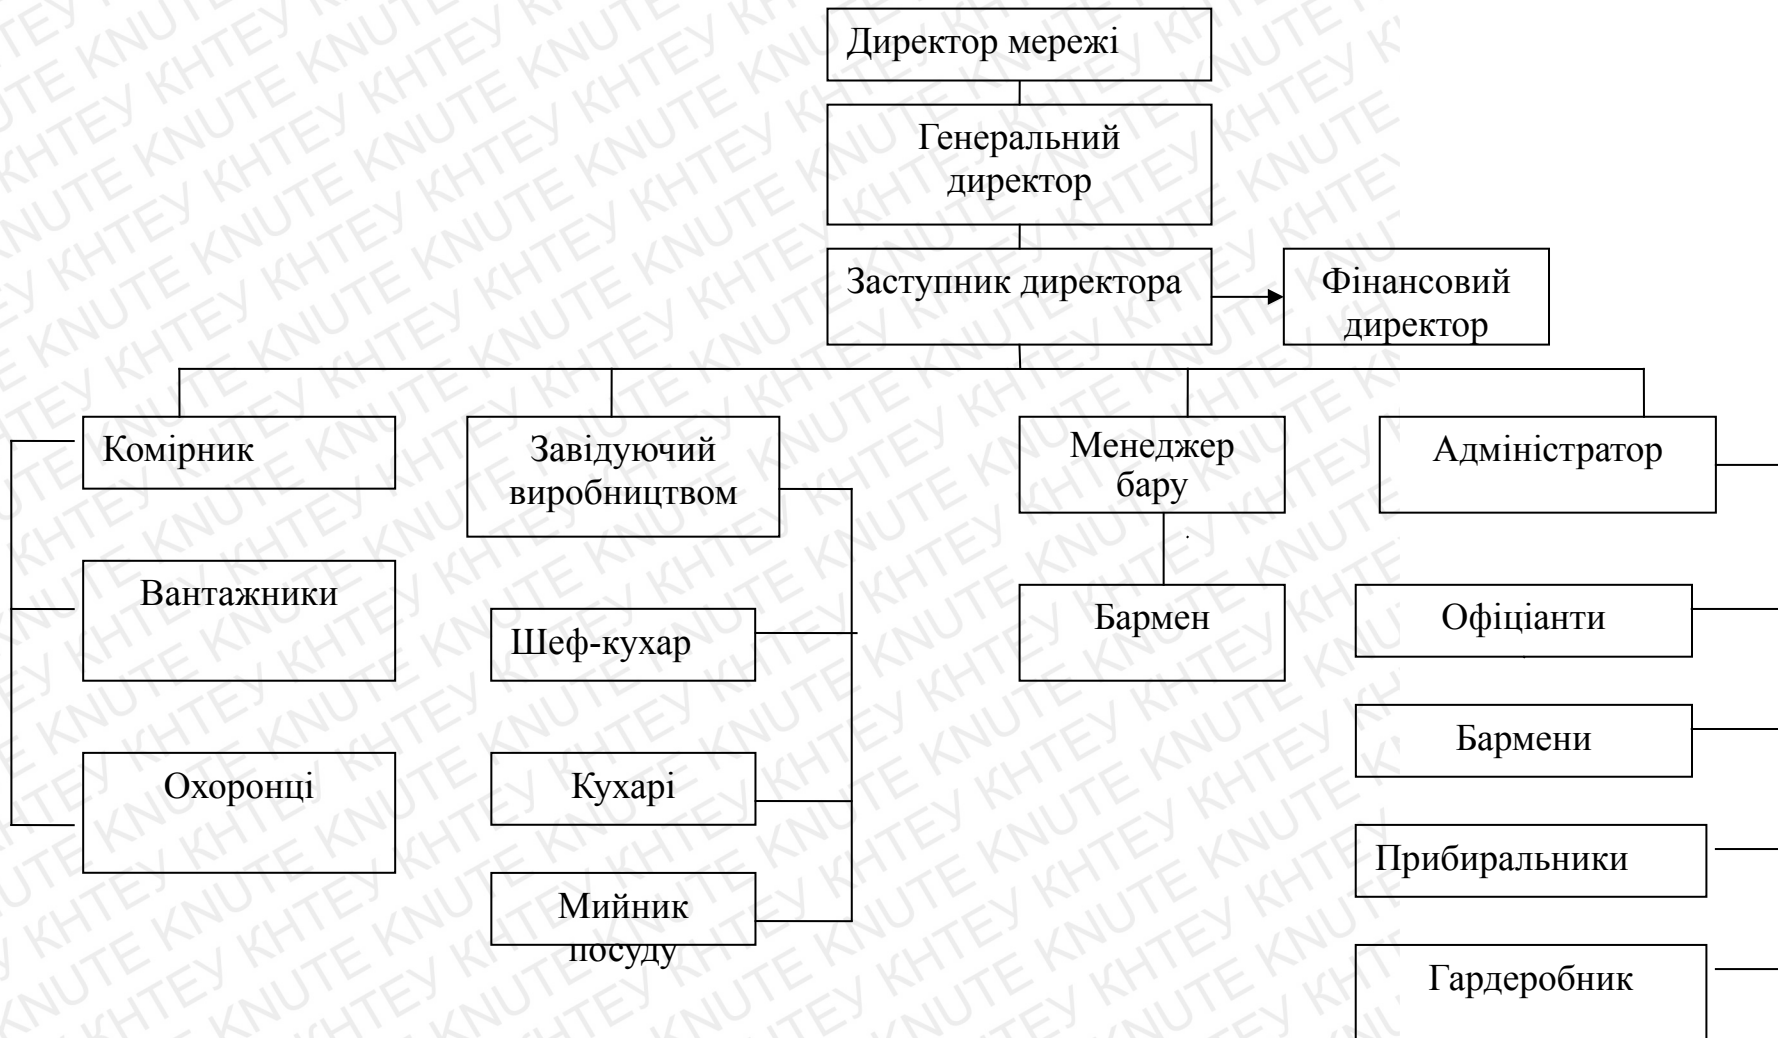 Директор мережі
Генеральний
директор
Заступник директора
Фінансовий
директор
Комірник
Завідуючий
виробництвом
Менеджер
бару
Адміністратор
Вантажники
Шеф-кухар
Бармен
Офіціанти
Бармени
Охоронці
Кухарі
Прибиральники
Мийник
посуду
Гардеробник